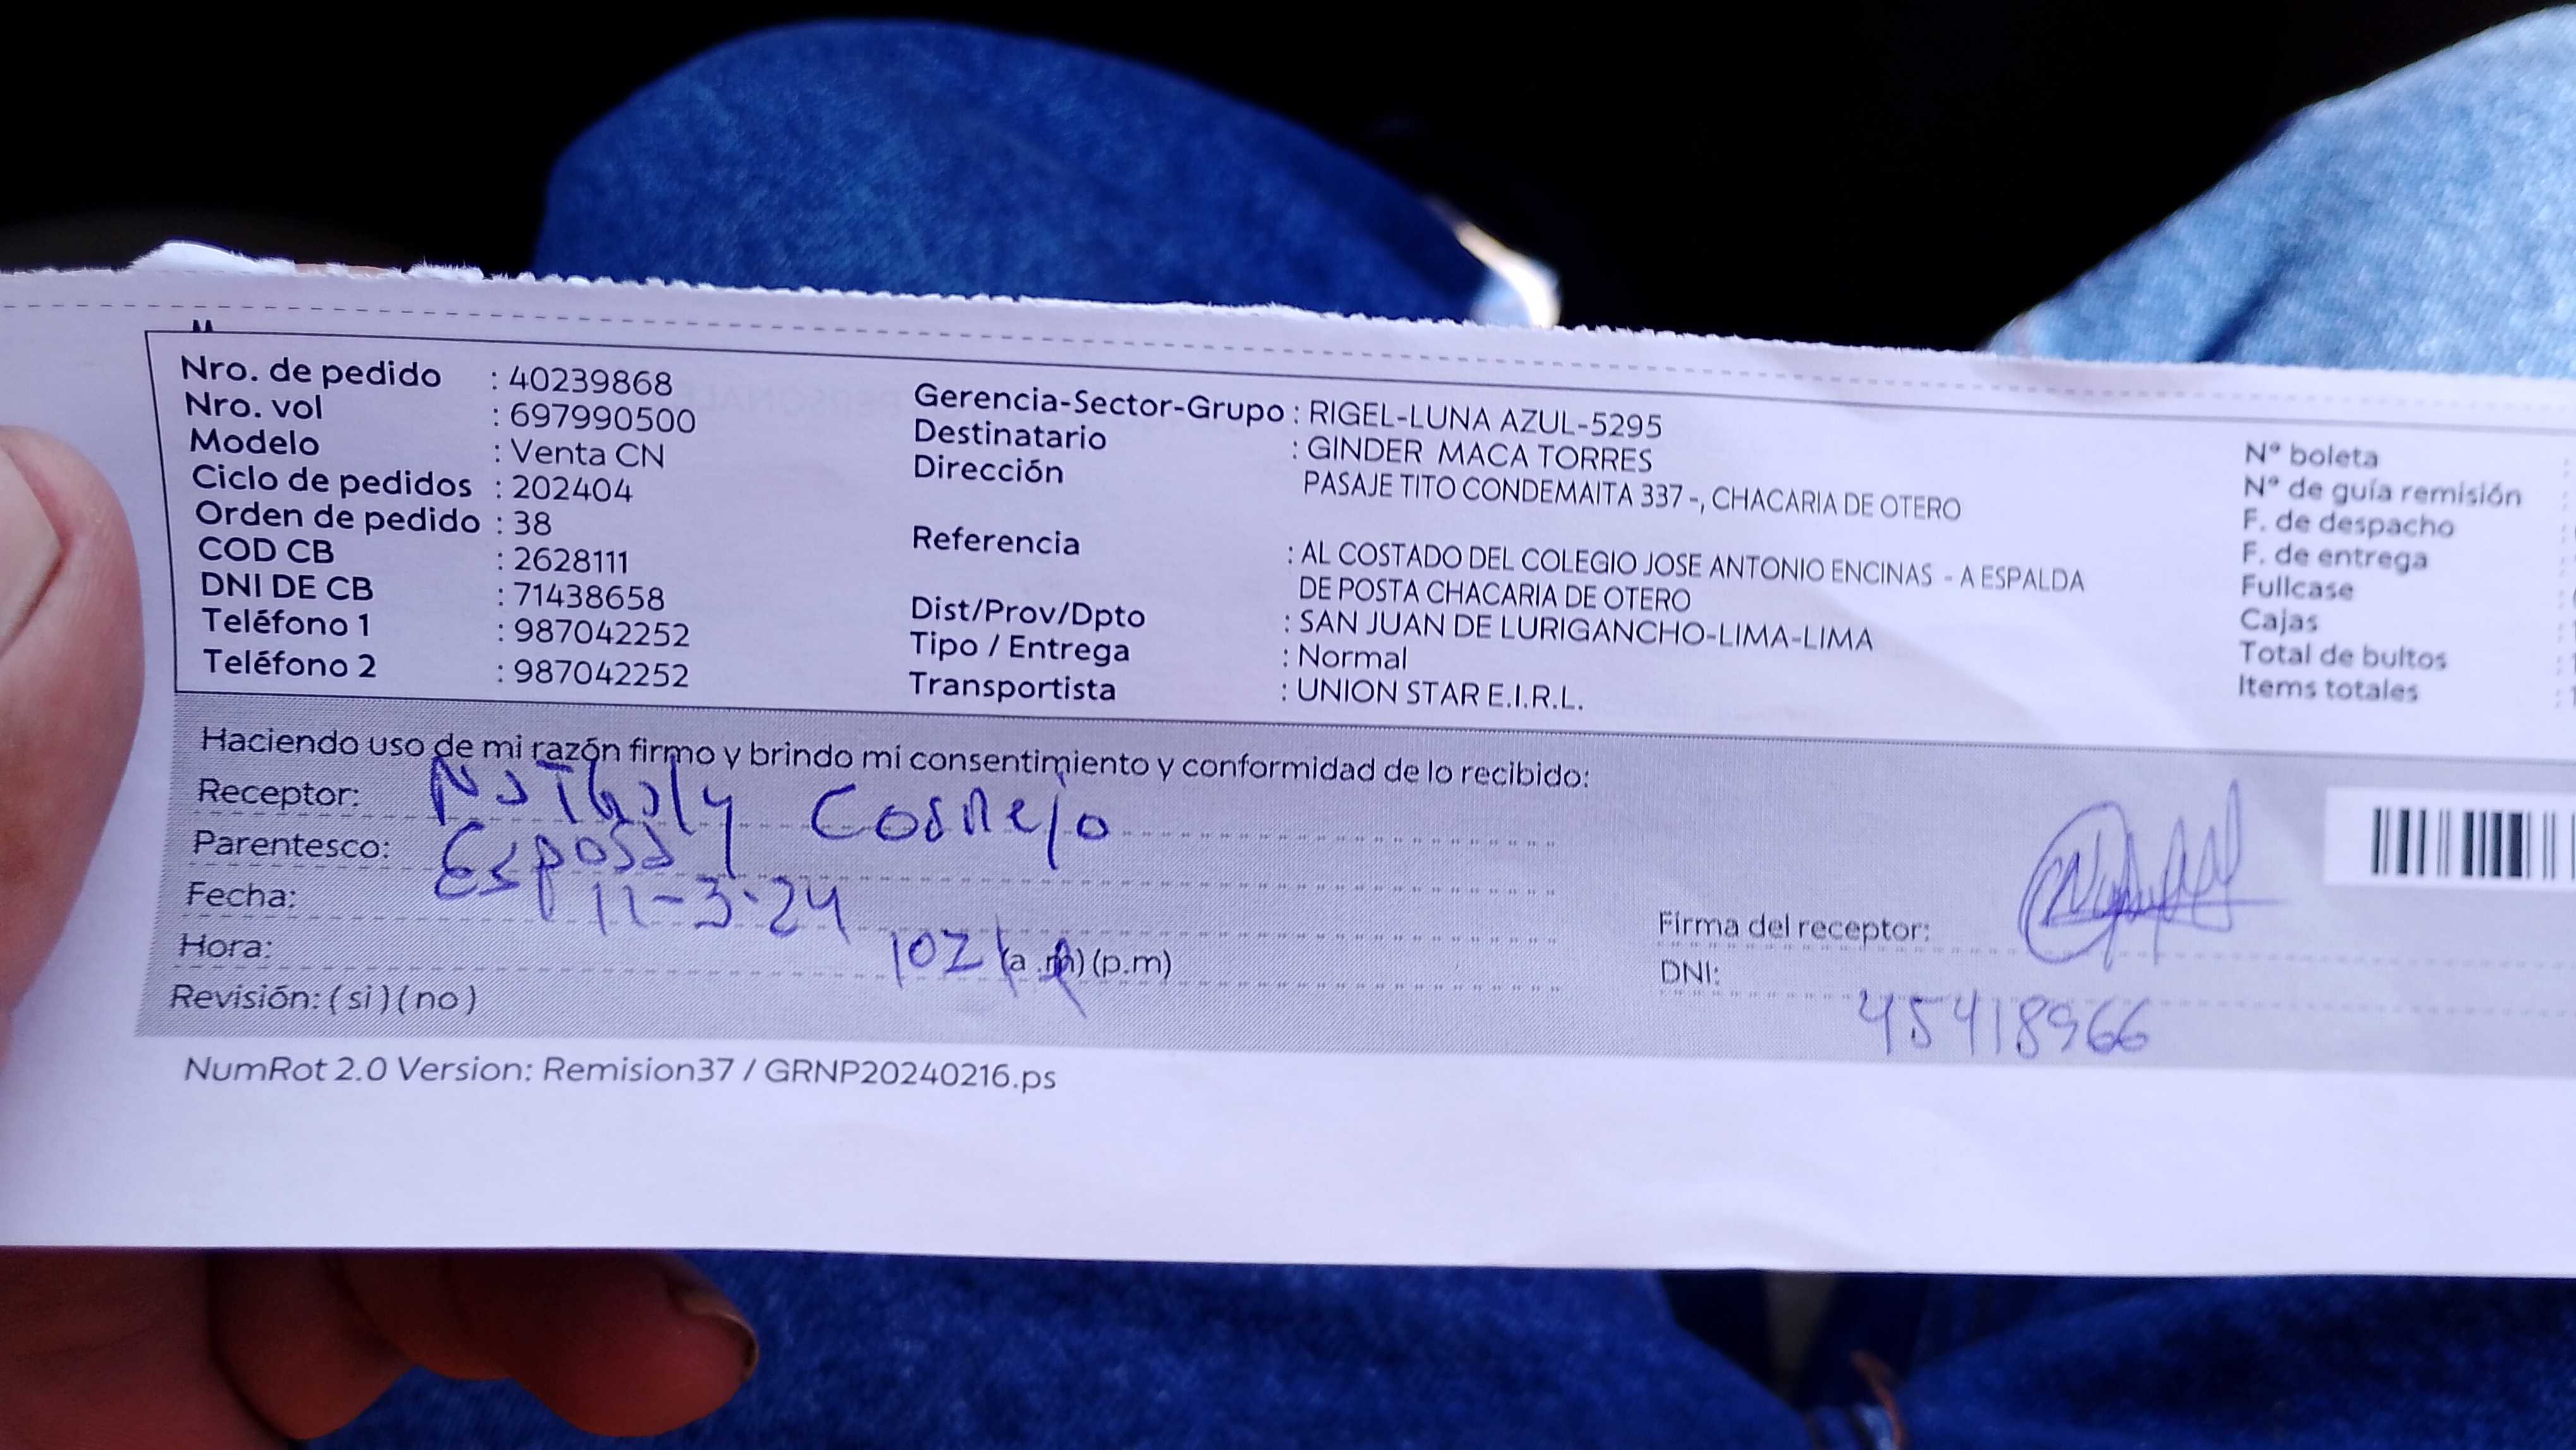 Nro. de pedido : 40239868
Nro. vol : 697990500
Modelo : Venta CN
Ciclo de pedidos : 202404
Orden de pedido : 38
COD CB : 2628111
DNI DE CB : 71438658
Teléfono 1 : 987042252
Teléfono 2 : 987042252
Gerencia-Sector-Grupo : RIGEL-LUNA AZUL-5295
Destinatario : GINDER MACA TORRES
Dirección PASAJE TITO CONDEMAITA 337 -, CHACARIA DE OTERO
Referencia : AL COSTADO DEL COLEGIO JOSE ANTONIO ENCINAS - A ESPALDA
DE POSTA CHACARIA DE OTERO
Dist/Prov/Dpto : SAN JUAN DE LURIGANCHO-LIMA-LIMA
Tipo / Entrega : Normal
Transportista : UNION STAR E.I.R.L.
N° boleta :
N° de guía remisión :
F. de despacho :
F. de entrega :
Fullcase :
Cajas :
Total de bultos :
Items totales :
Haciendo uso de mi razón firmo y brindo mi consentimiento y conformidad de lo recibido:
Receptor: Nathaly Cornejo
Parentesco: Esposa
Fecha: 11-3-24
Hora: (a.m) (p.m)
Revisión: ( si ) ( no )
Firma del receptor:
DNI: 45418966
NumRot 2.0 Version: Remision37 / GRNP20240216.ps